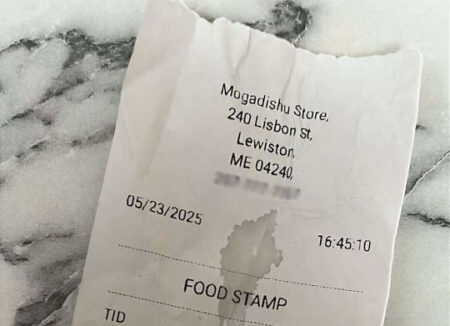 Mogadishu Store,
240 Lisbon St,
Lewiston,
ME 04240,
05/23/2025 16:45:10
FOOD STAMP
TID